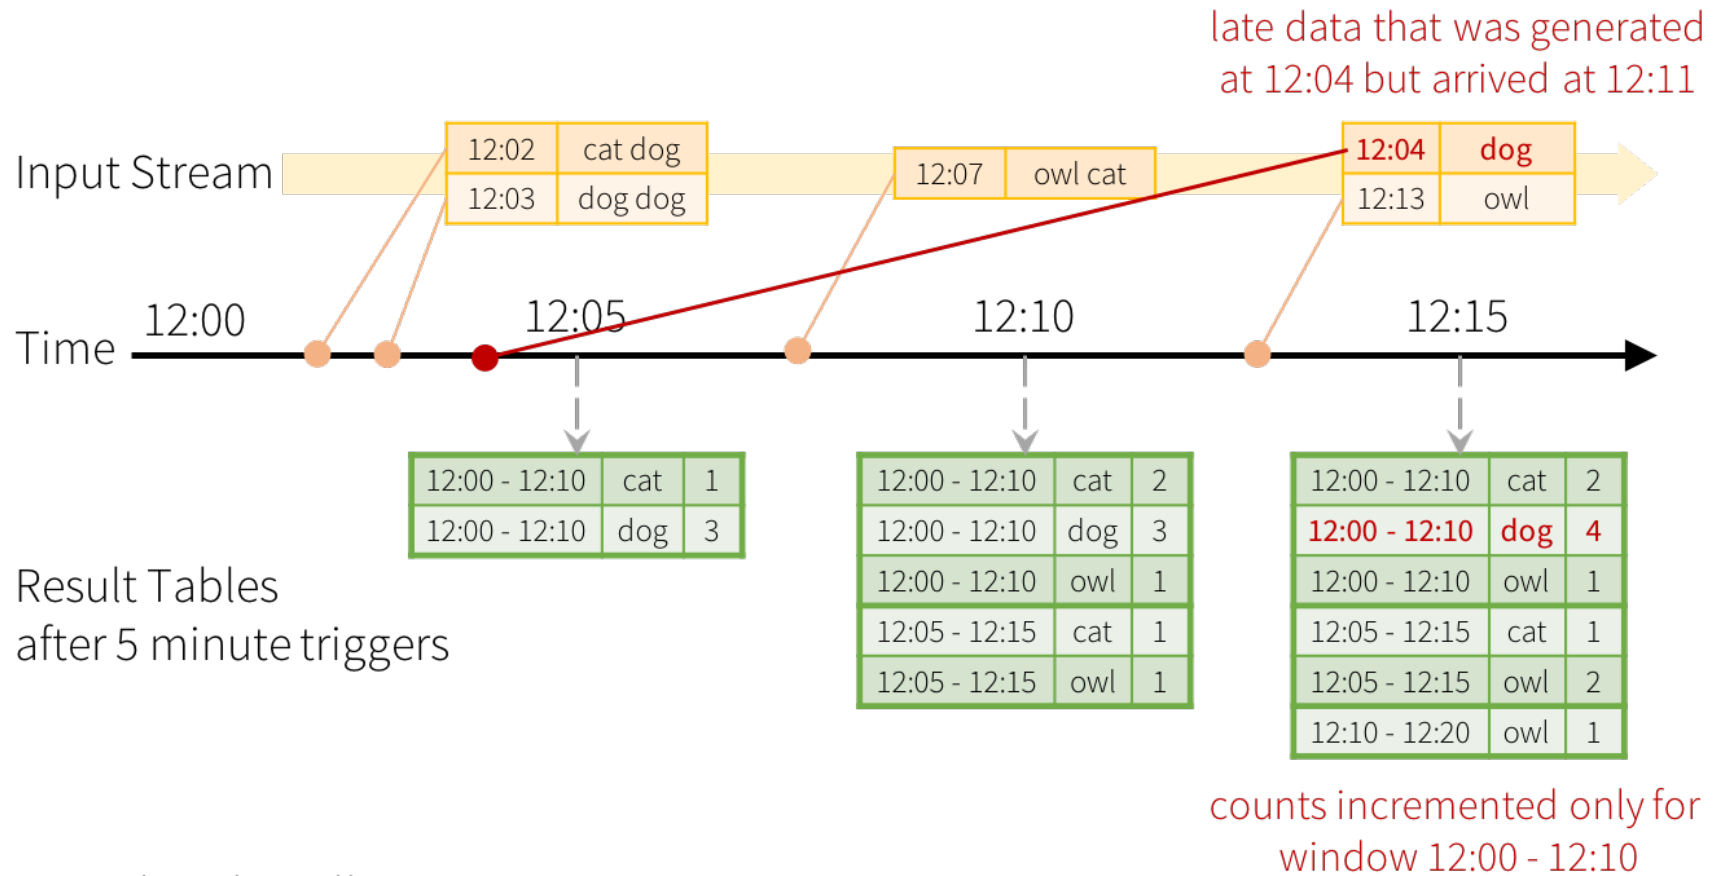 late data that was generated
at 12:04 but arrived at 12:11
Input Stream
12:02 cat dog
12:03 dog dog
12:07 owl cat
12:04 dog
12:13 owl
Time
12:00 12:05 12:10 12:15
12:00 - 12:10 cat 1
12:00 - 12:10 dog 3
12:00 - 12:10 cat 2
12:00 - 12:10 dog 3
12:00 - 12:10 owl 1
12:05 - 12:15 cat 1
12:05 - 12:15 owl 1
12:00 - 12:10 cat 2
12:00 - 12:10 dog 4
12:00 - 12:10 owl 1
12:05 - 12:15 cat 1
12:05 - 12:15 owl 2
12:10 - 12:20 owl 1
Result Tables
after 5 minute triggers
counts incremented only for
window 12:00 - 12:10